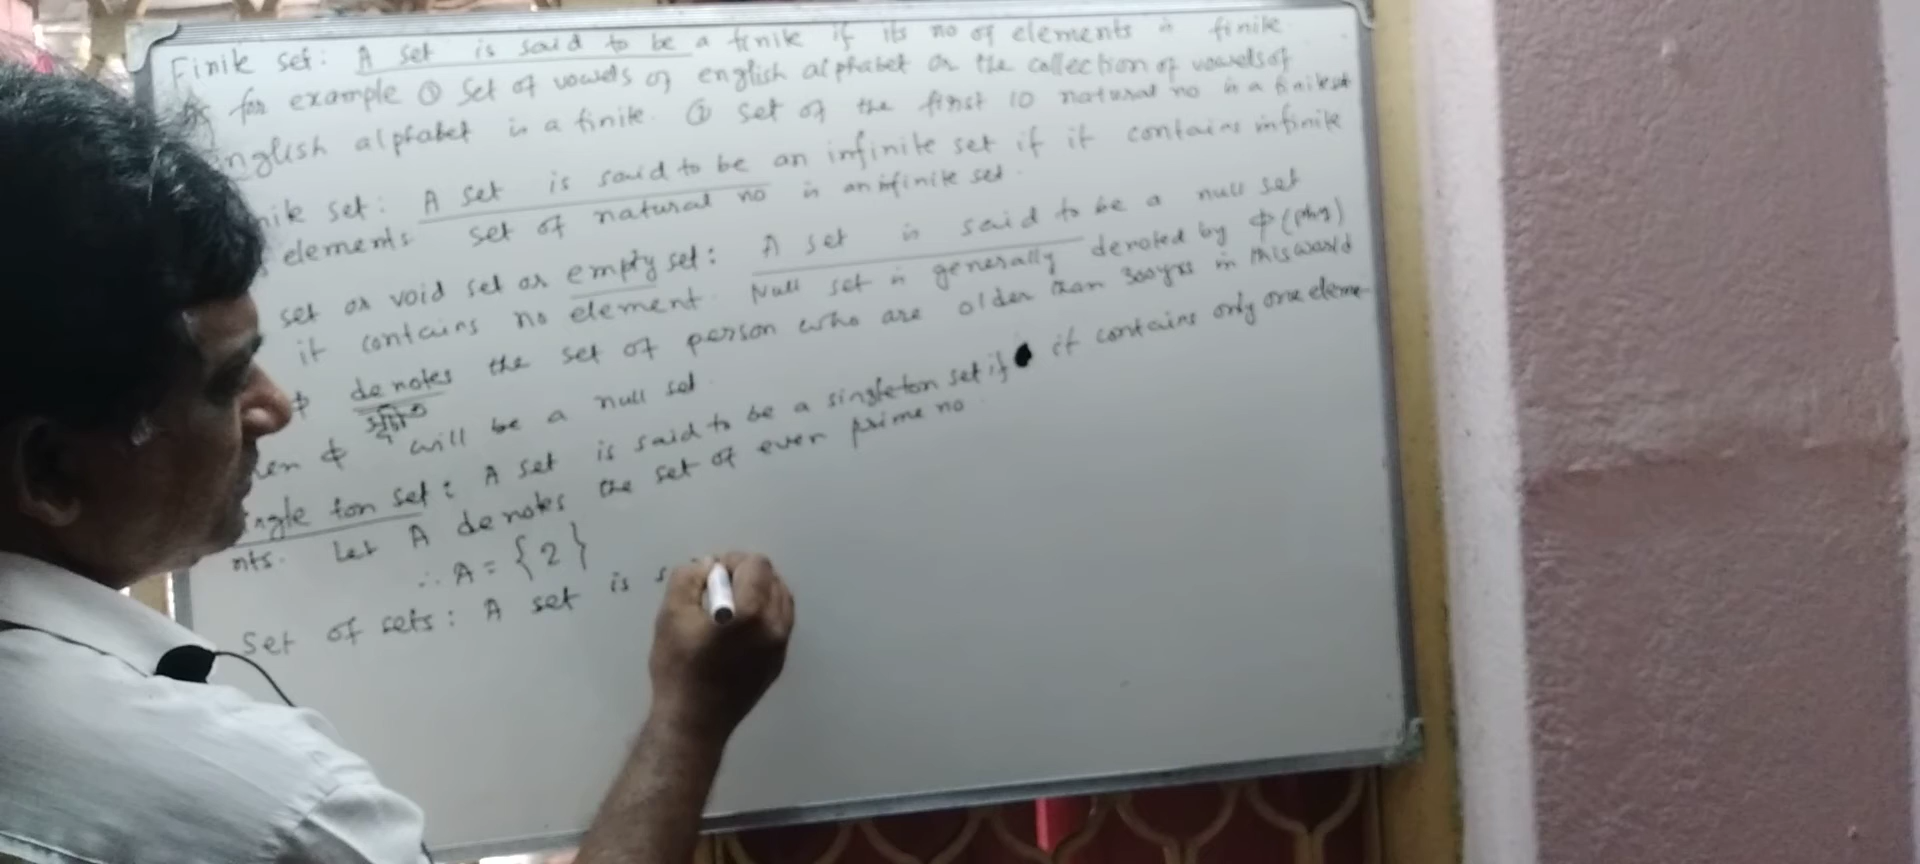 Finite set: A set is said to be a finite if its no of elements is finite
for example ① Set of vowels of english alphabet or the collection of vowels of
english alphabet is a finite. ② Set of the first 10 natural no is a finite set
nite set: A set is said to be an infinite set if it contains infinite
elements set of natural no is an infinite set.
set or void set or empty set: A set is said to be a null set
it contains no element. Null set is generally denoted by ϕ (phy)
ϕ denotes the set of person who are older than 300yrs in this world
en ϕ will be a null set.
ngle ton set: A set is said to be a singleton set if it contains only one eleme-
nts. Let A denotes the set of even prime no.
∴ A = {2}
Set of sets: A set is s